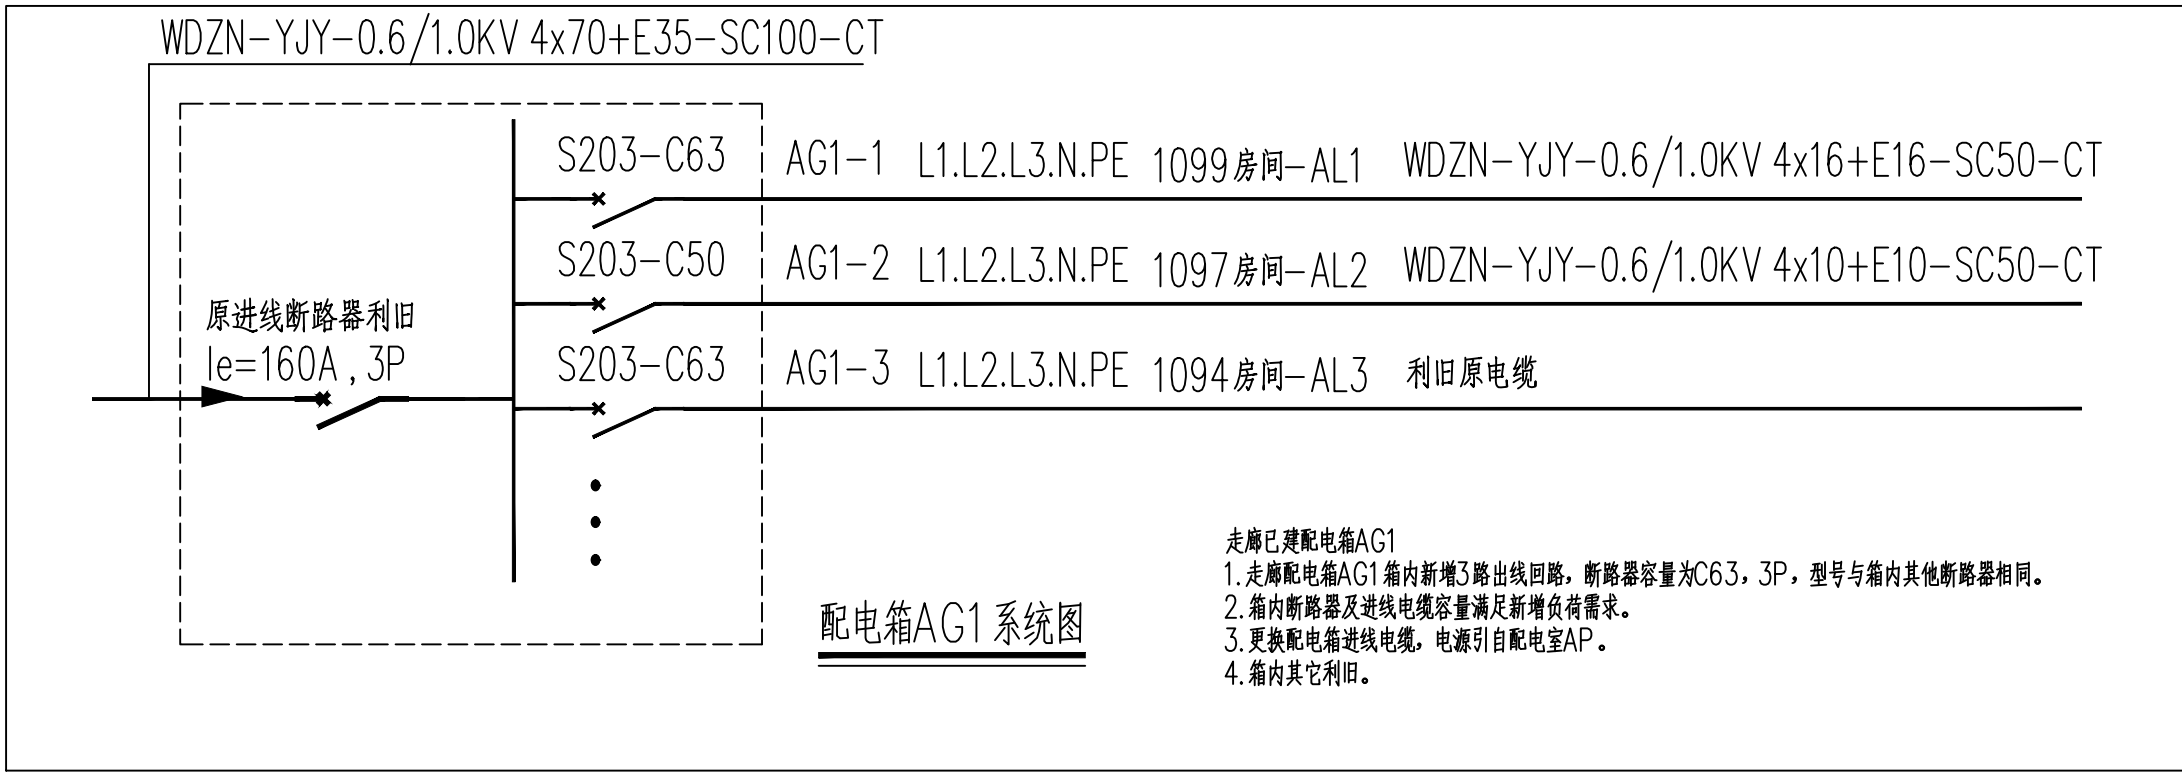 WDZN-YJY-0.6/1.0KV 4x70+E35-SC100-CT
S203-C63 AG1-1 L1.L2.L3.N.PE 1099房间-AL1 WDZN-YJY-0.6/1.0KV 4x16+E16-SC50-CT
S203-C50 AG1-2 L1.L2.L3.N.PE 1097房间-AL2 WDZN-YJY-0.6/1.0KV 4x10+E10-SC50-CT
原进线断路器利旧
Ie=160A,3P
S203-C63 AG1-3 L1.L2.L3.N.PE 1094房间-AL3 利旧原电缆
配电箱AG1系统图
走廊已建配电箱AG1
1.走廊配电箱AG1箱内新增3路出线回路，断路器容量为C63，3P，型号与箱内其他断路器相同。
2.箱内断路器及进线电缆容量满足新增负荷需求。
3.更换配电箱进线电缆，电源引自配电室AP。
4.箱内其它利旧。